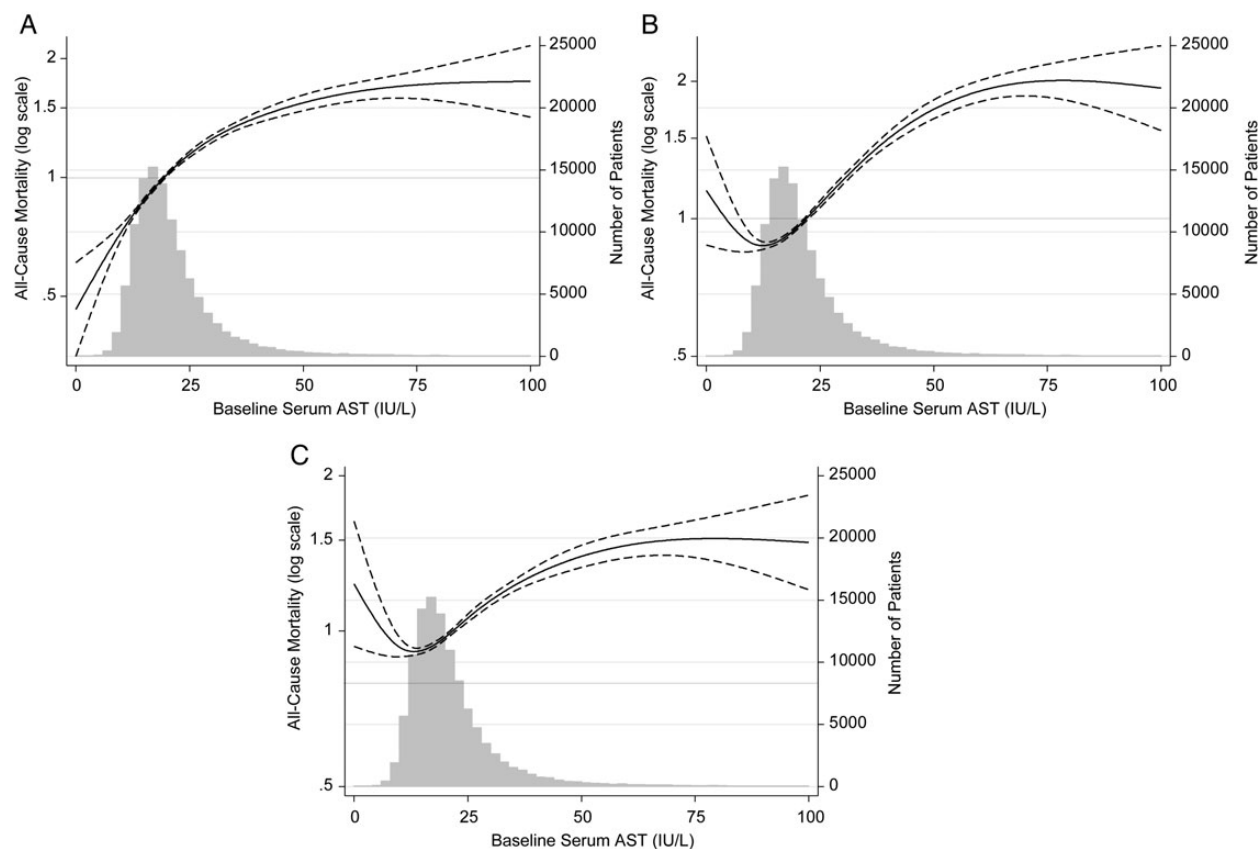 A
All-Cause Mortality (log scale)
2
1.5
1
.5
25000
20000
15000
10000
5000
0
Number of Patients
0 25 50 75 100
Baseline Serum AST (IU/L)
B
All-Cause Mortality (log scale)
2
1.5
1
.5
25000
20000
15000
10000
5000
0
Number of Patients
0 25 50 75 100
Baseline Serum AST (IU/L)
C
All-Cause Mortality (log scale)
2
1.5
1
.5
25000
20000
15000
10000
5000
0
Number of Patients
0 25 50 75 100
Baseline Serum AST (IU/L)